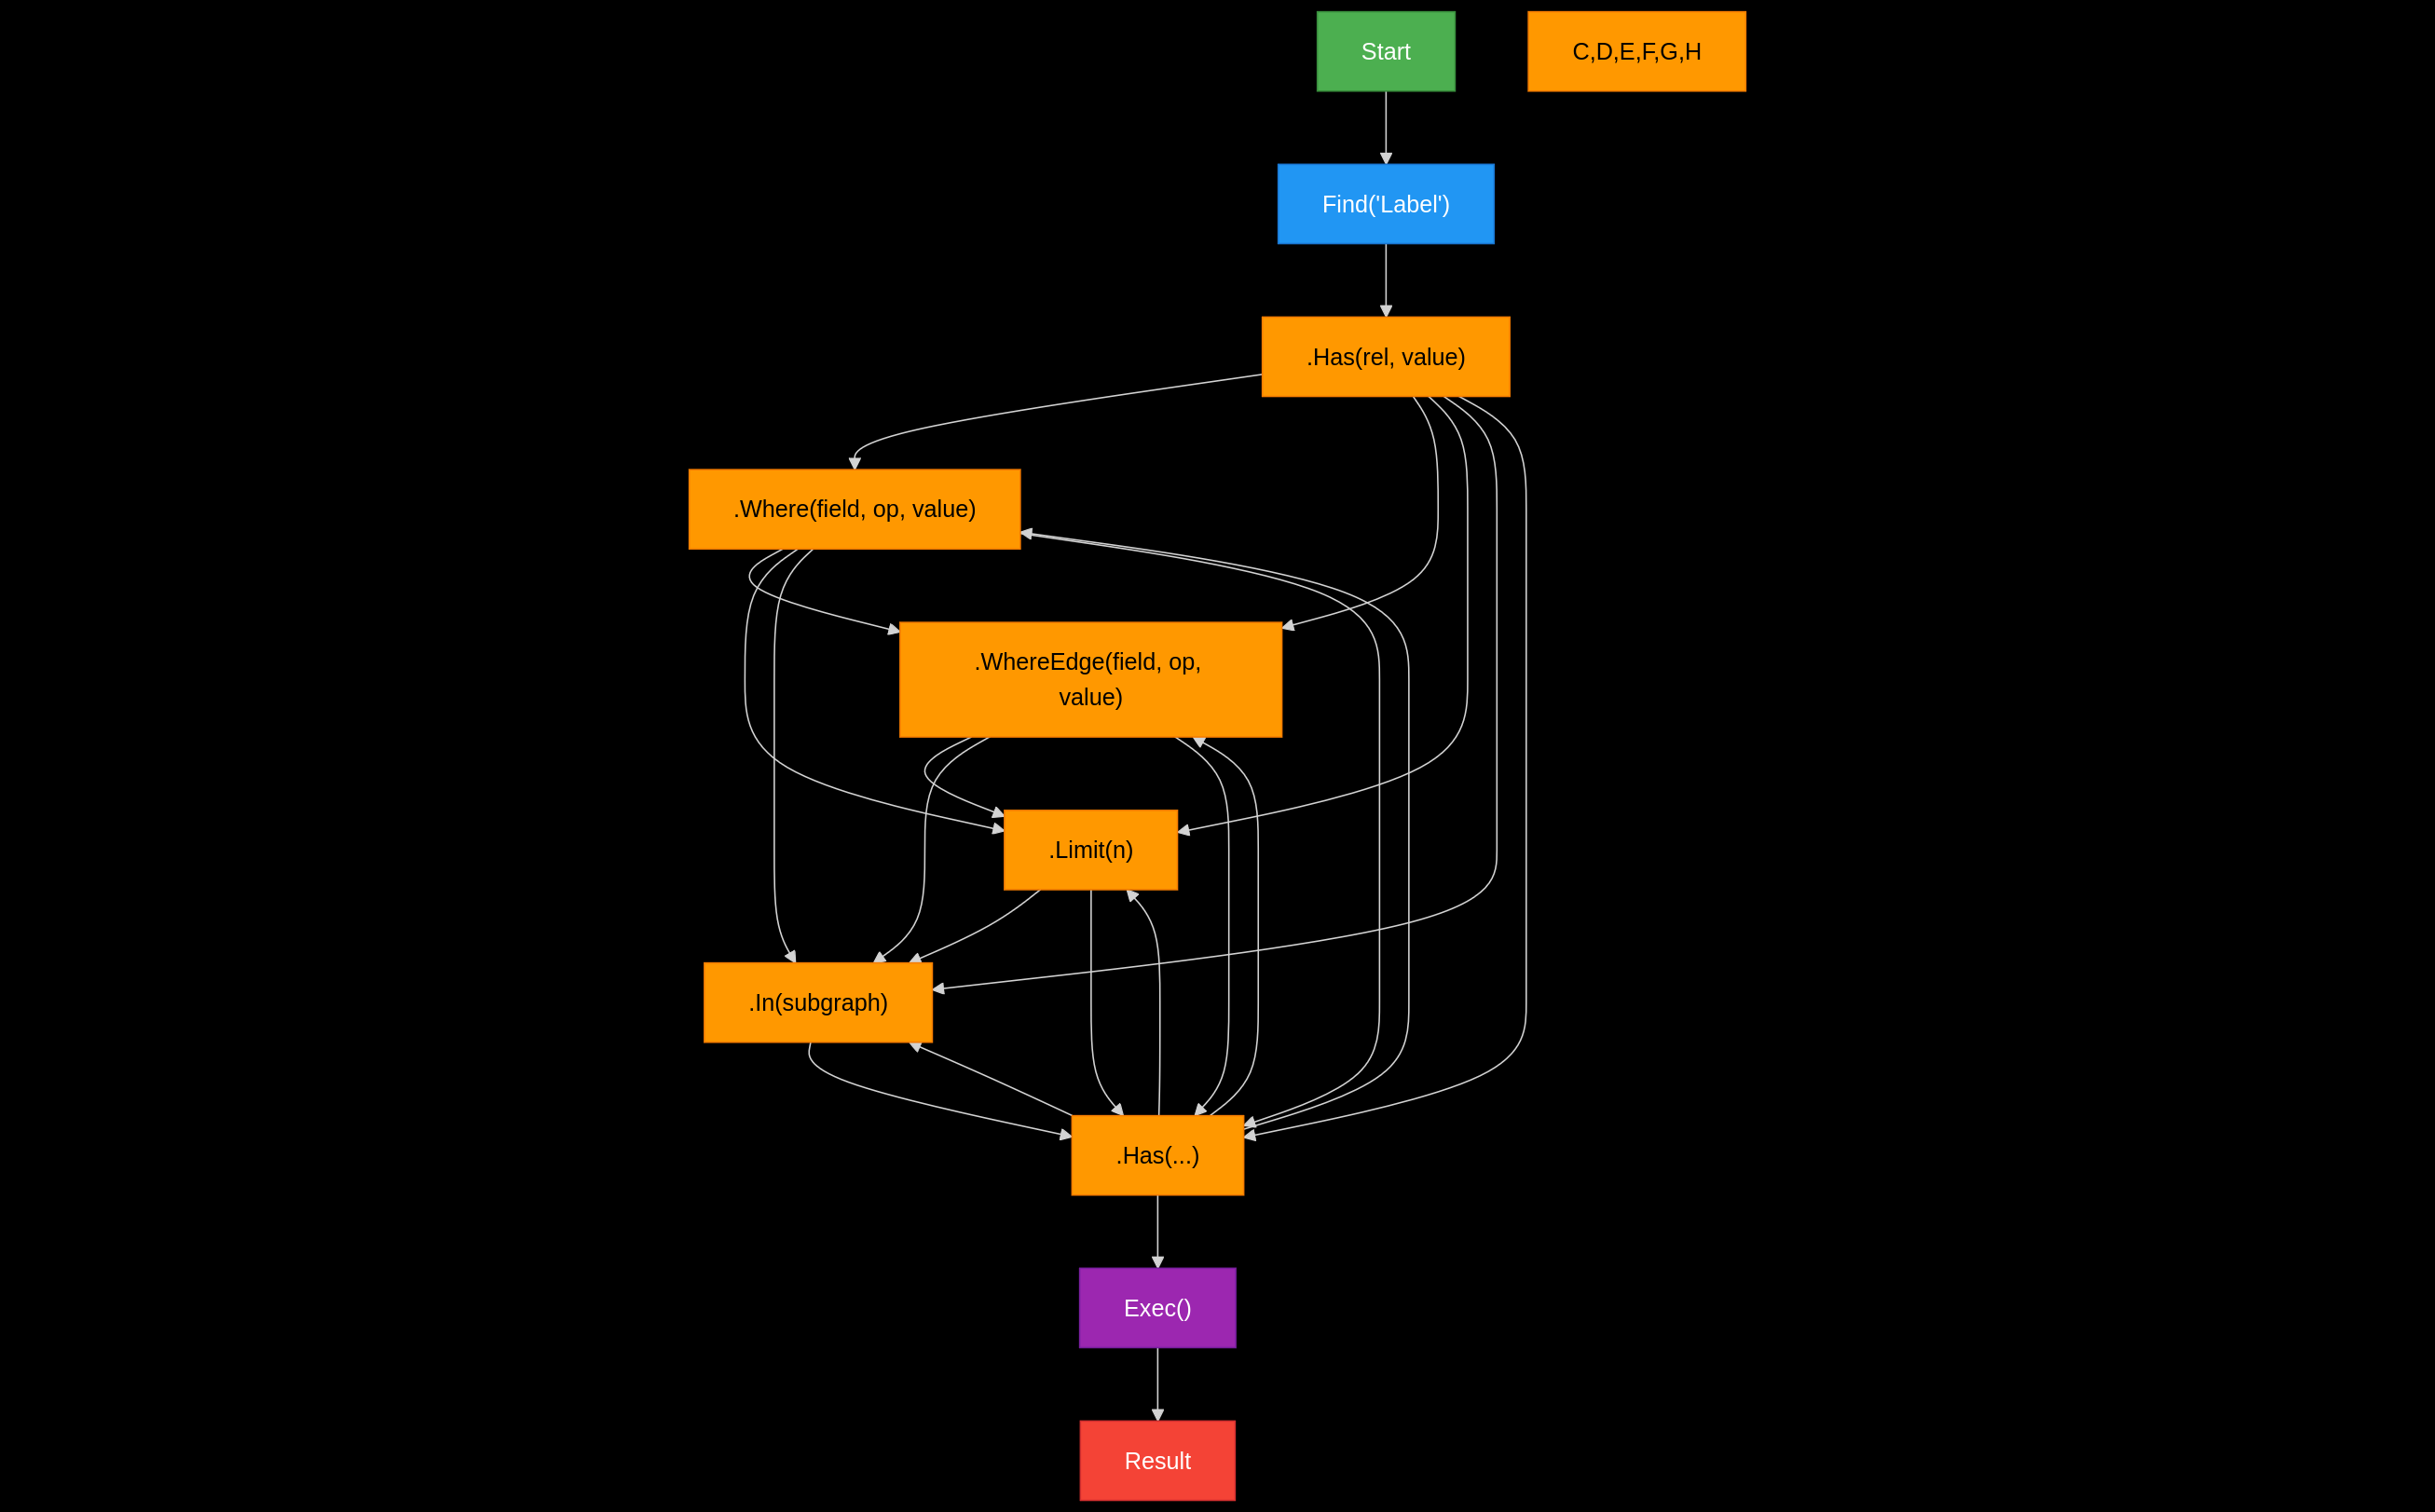 Start
C,D,E,F,G,H
Find('Label')
.Has(rel, value)
.Where(field, op, value)
.WhereEdge(field, op,
value)
.Limit(n)
.In(subgraph)
.Has(...)
Exec()
Result